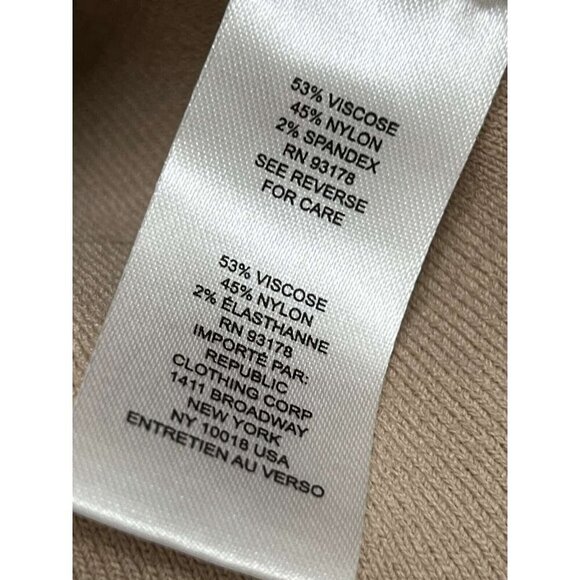 53% VISCOSE
45% NYLON
2% SPANDEX
RN 93178
SEE REVERSE
FOR CARE
53% VISCOSE
45% NYLON
2% ÉLASTHANNE
RN 93178
IMPORTÉ PAR:
REPUBLIC
CLOTHING CORP
1411 BROADWAY
NEW YORK
NY 10018 USA
ENTRETIEN AU VERSO